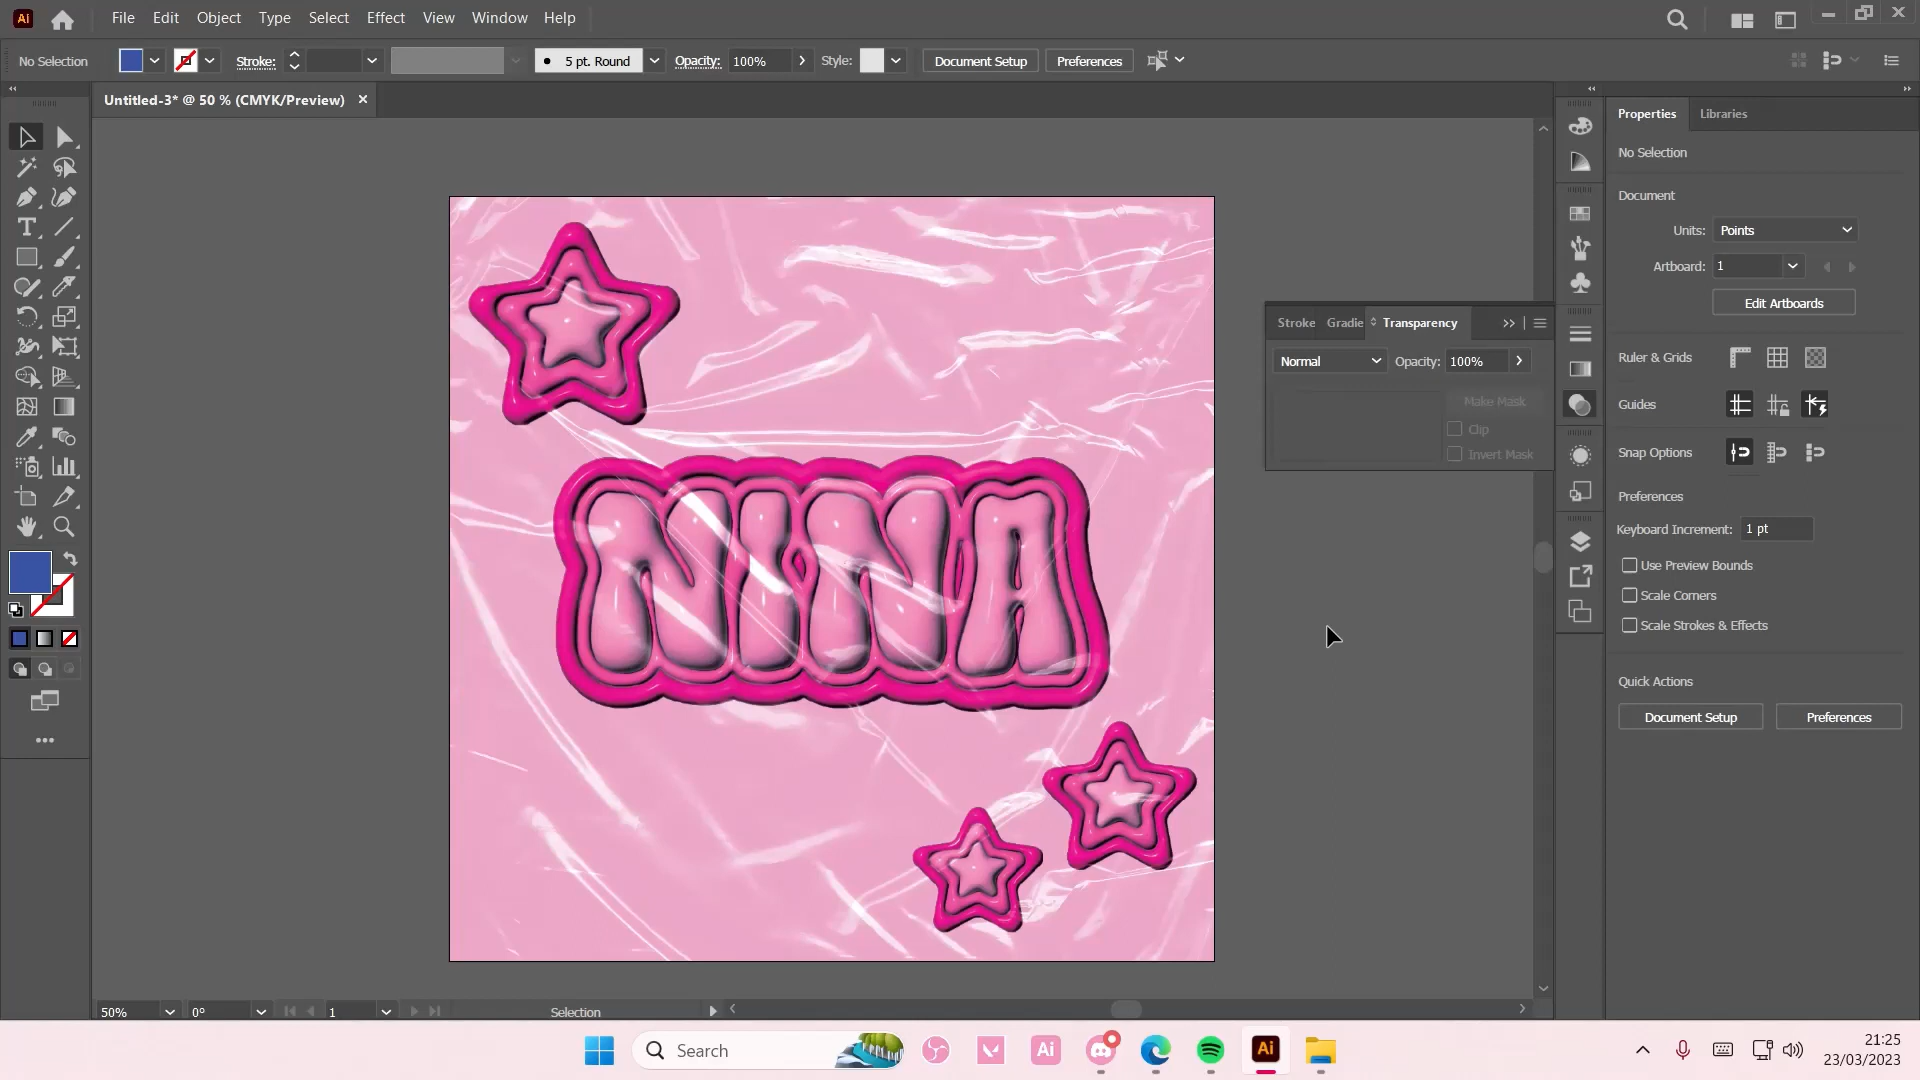 Ai File Edit Object Type Select Effect View Window Help
No Selection Stroke: 5 pt. Round Opacity: 100% Style: Document Setup Preferences
Untitled-3* @ 50 % (CMYK/Preview) ×
Properties Libraries
No Selection
Document
Units: Points
Artboard: 1
Edit Artboards
Ruler & Grids
Guides
Snap Options
Preferences
Keyboard Increment: 1 pt
Use Preview Bounds
Scale Corners
Scale Strokes & Effects
Quick Actions
Document Setup Preferences
Stroke Gradie Transparency
Normal Opacity: 100%
Make Mask
Clip
Invert Mask
NINA
50% 0° 1 Selection
Search Ai Ai
21:25
23/03/2023